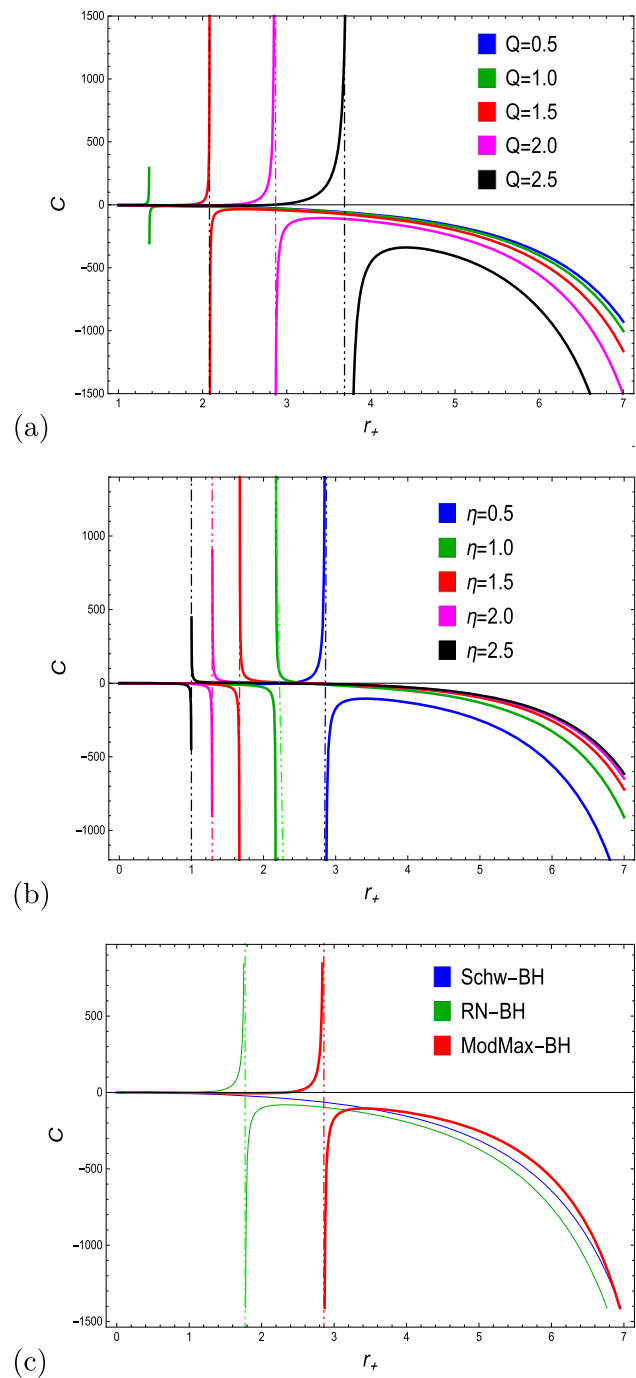 1500
1000
500
0
−500
−1000
−1500
C
Q=0.5
Q=1.0
Q=1.5
Q=2.0
Q=2.5
1 2 3 4 5 6 7
r₊
(a)
1000
500
0
−500
−1000
C
η=0.5
η=1.0
η=1.5
η=2.0
η=2.5
0 1 2 3 4 5 6 7
r₊
(b)
500
0
−500
−1000
−1500
C
Schw−BH
RN−BH
ModMax−BH
0 1 2 3 4 5 6 7
r₊
(c)